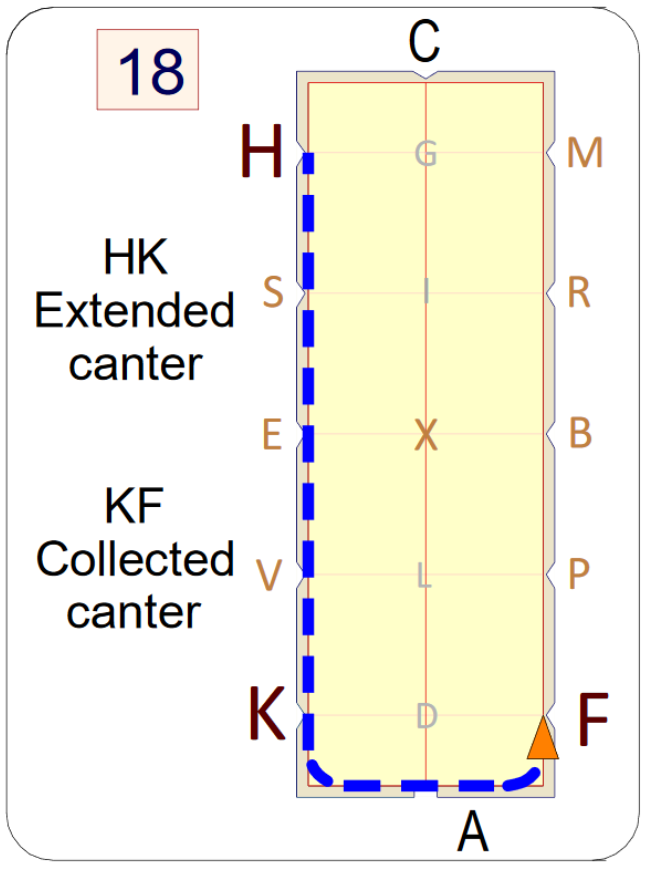 18
C
H G M
HK
Extended
canter
S I R
E X B
KF
Collected
canter
V L P
K D F
A